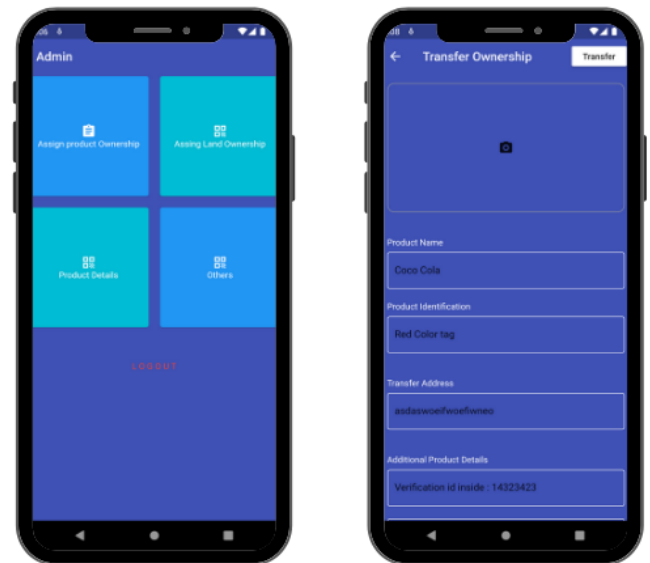 Admin
Assign product Ownership
Assing Land Ownership
Product Details
Others
LOGOUT
Transfer Ownership
Transfer
Product Name
Coco Cola
Product Identification
Red Color tag
Transfer Address
asdaswoeifwoefiwneo
Additional Product Details
Verification id inside : 14323423